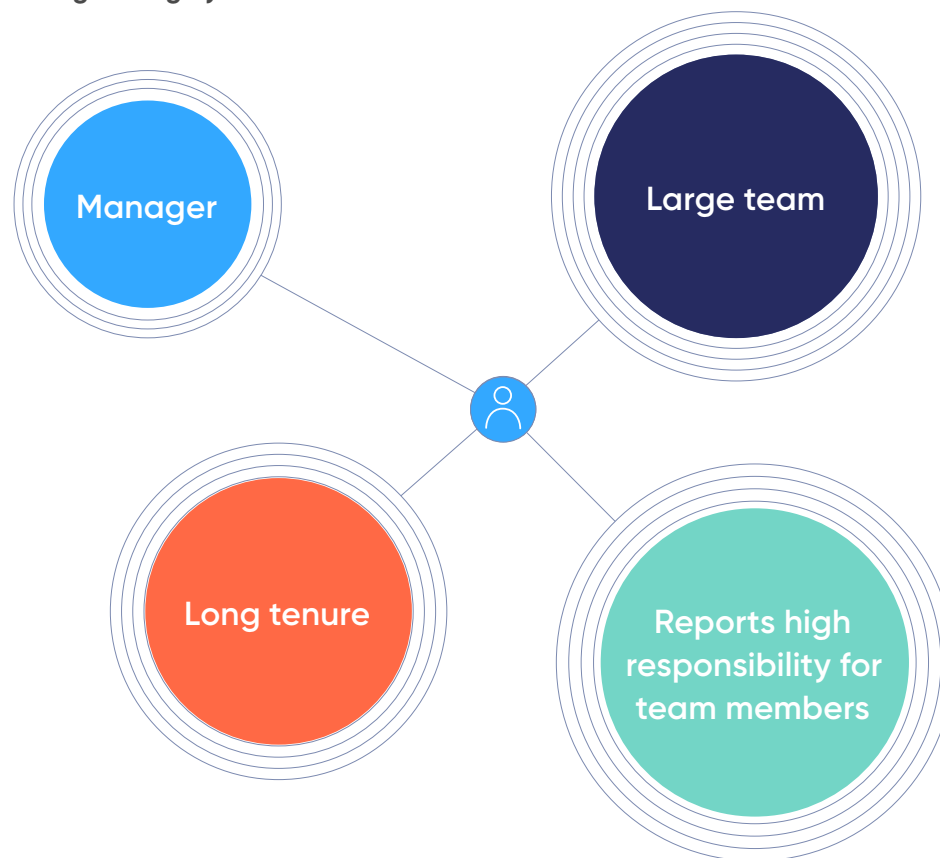 Manager
Large team
Long tenure
Reports high
responsibility for
team members